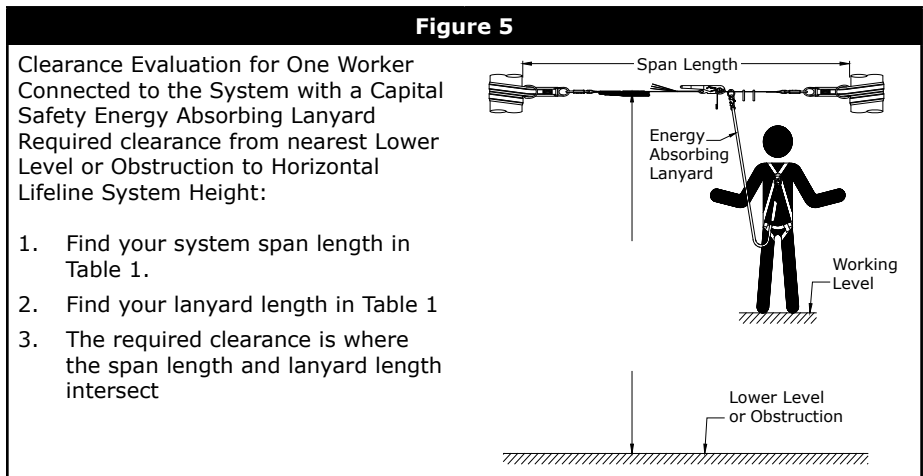 Figure 5
Clearance Evaluation for One Worker
Connected to the System with a Capital
Safety Energy Absorbing Lanyard
Required clearance from nearest Lower
Level or Obstruction to Horizontal
Lifeline System Height:
1. Find your system span length in
Table 1.
2. Find your lanyard length in Table 1
3. The required clearance is where
the span length and lanyard length
intersect
Span Length
Energy
Absorbing
Lanyard
Working
Level
Lower Level
or Obstruction